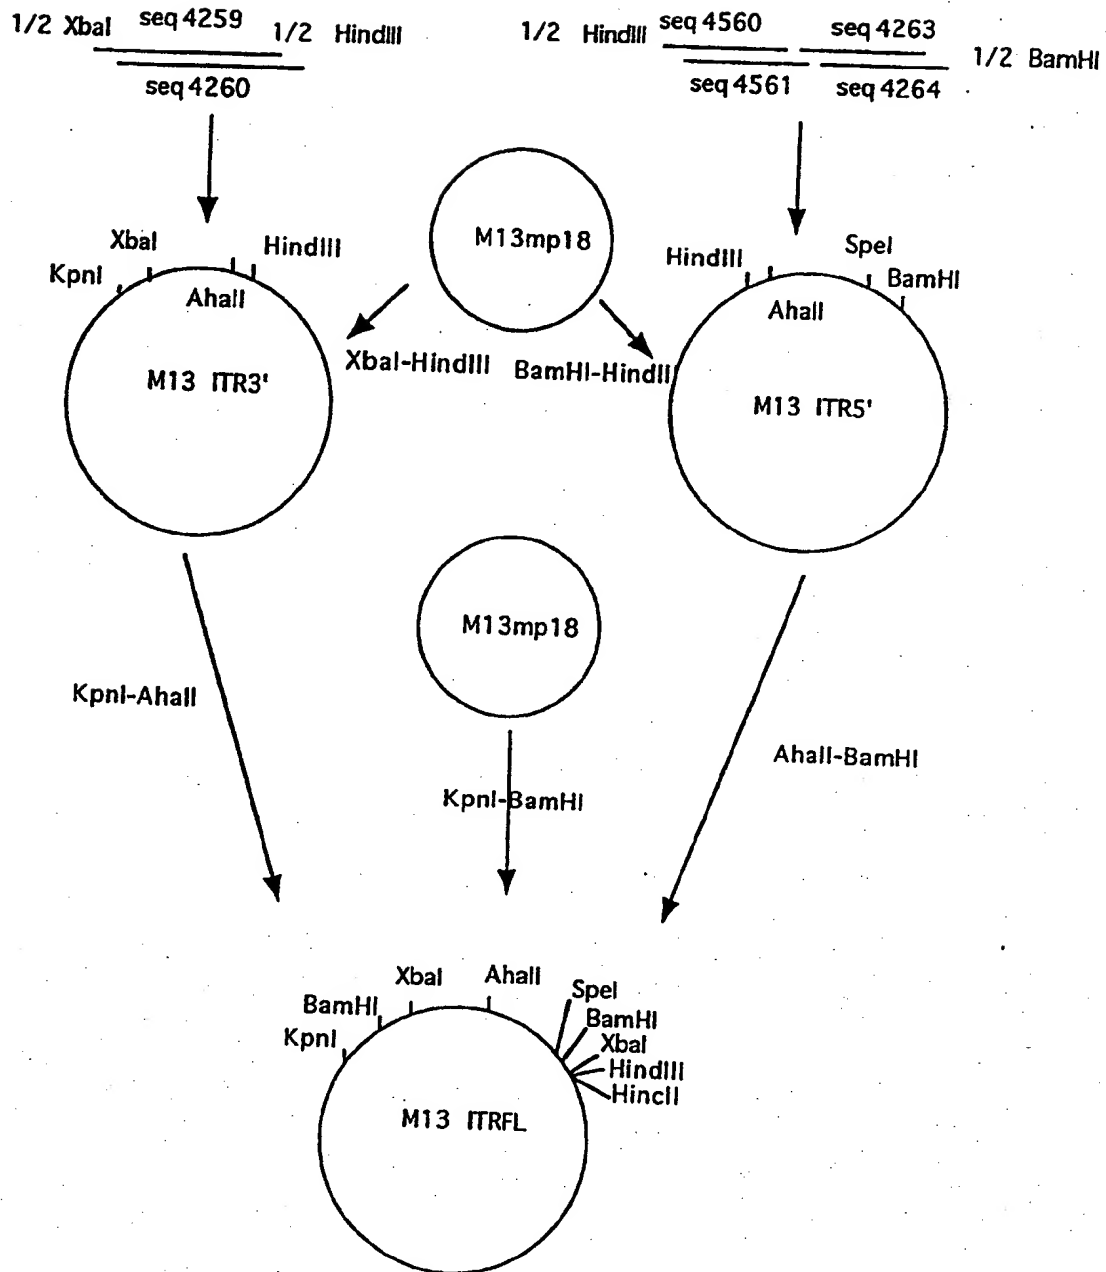 1/2 XbaI seq 4259 1/2 HindIII
seq 4260
1/2 HindIII seq 4560 seq 4263 1/2 BamHI
seq 4561 seq 4264
M13mp18
KpnI XbaI HindIII
AhaII
M13 ITR3'
XbaI-HindIII BamHI-HindIII
HindIII SpeI BamHI
AhaII
M13 ITR5'
M13mp18
KpnI-AhaII
KpnI-BamHI
AhaII-BamHI
KpnI BamHI XbaI AhaII SpeI
BamHI
XbaI
HindIII
HincII
M13 ITRFL